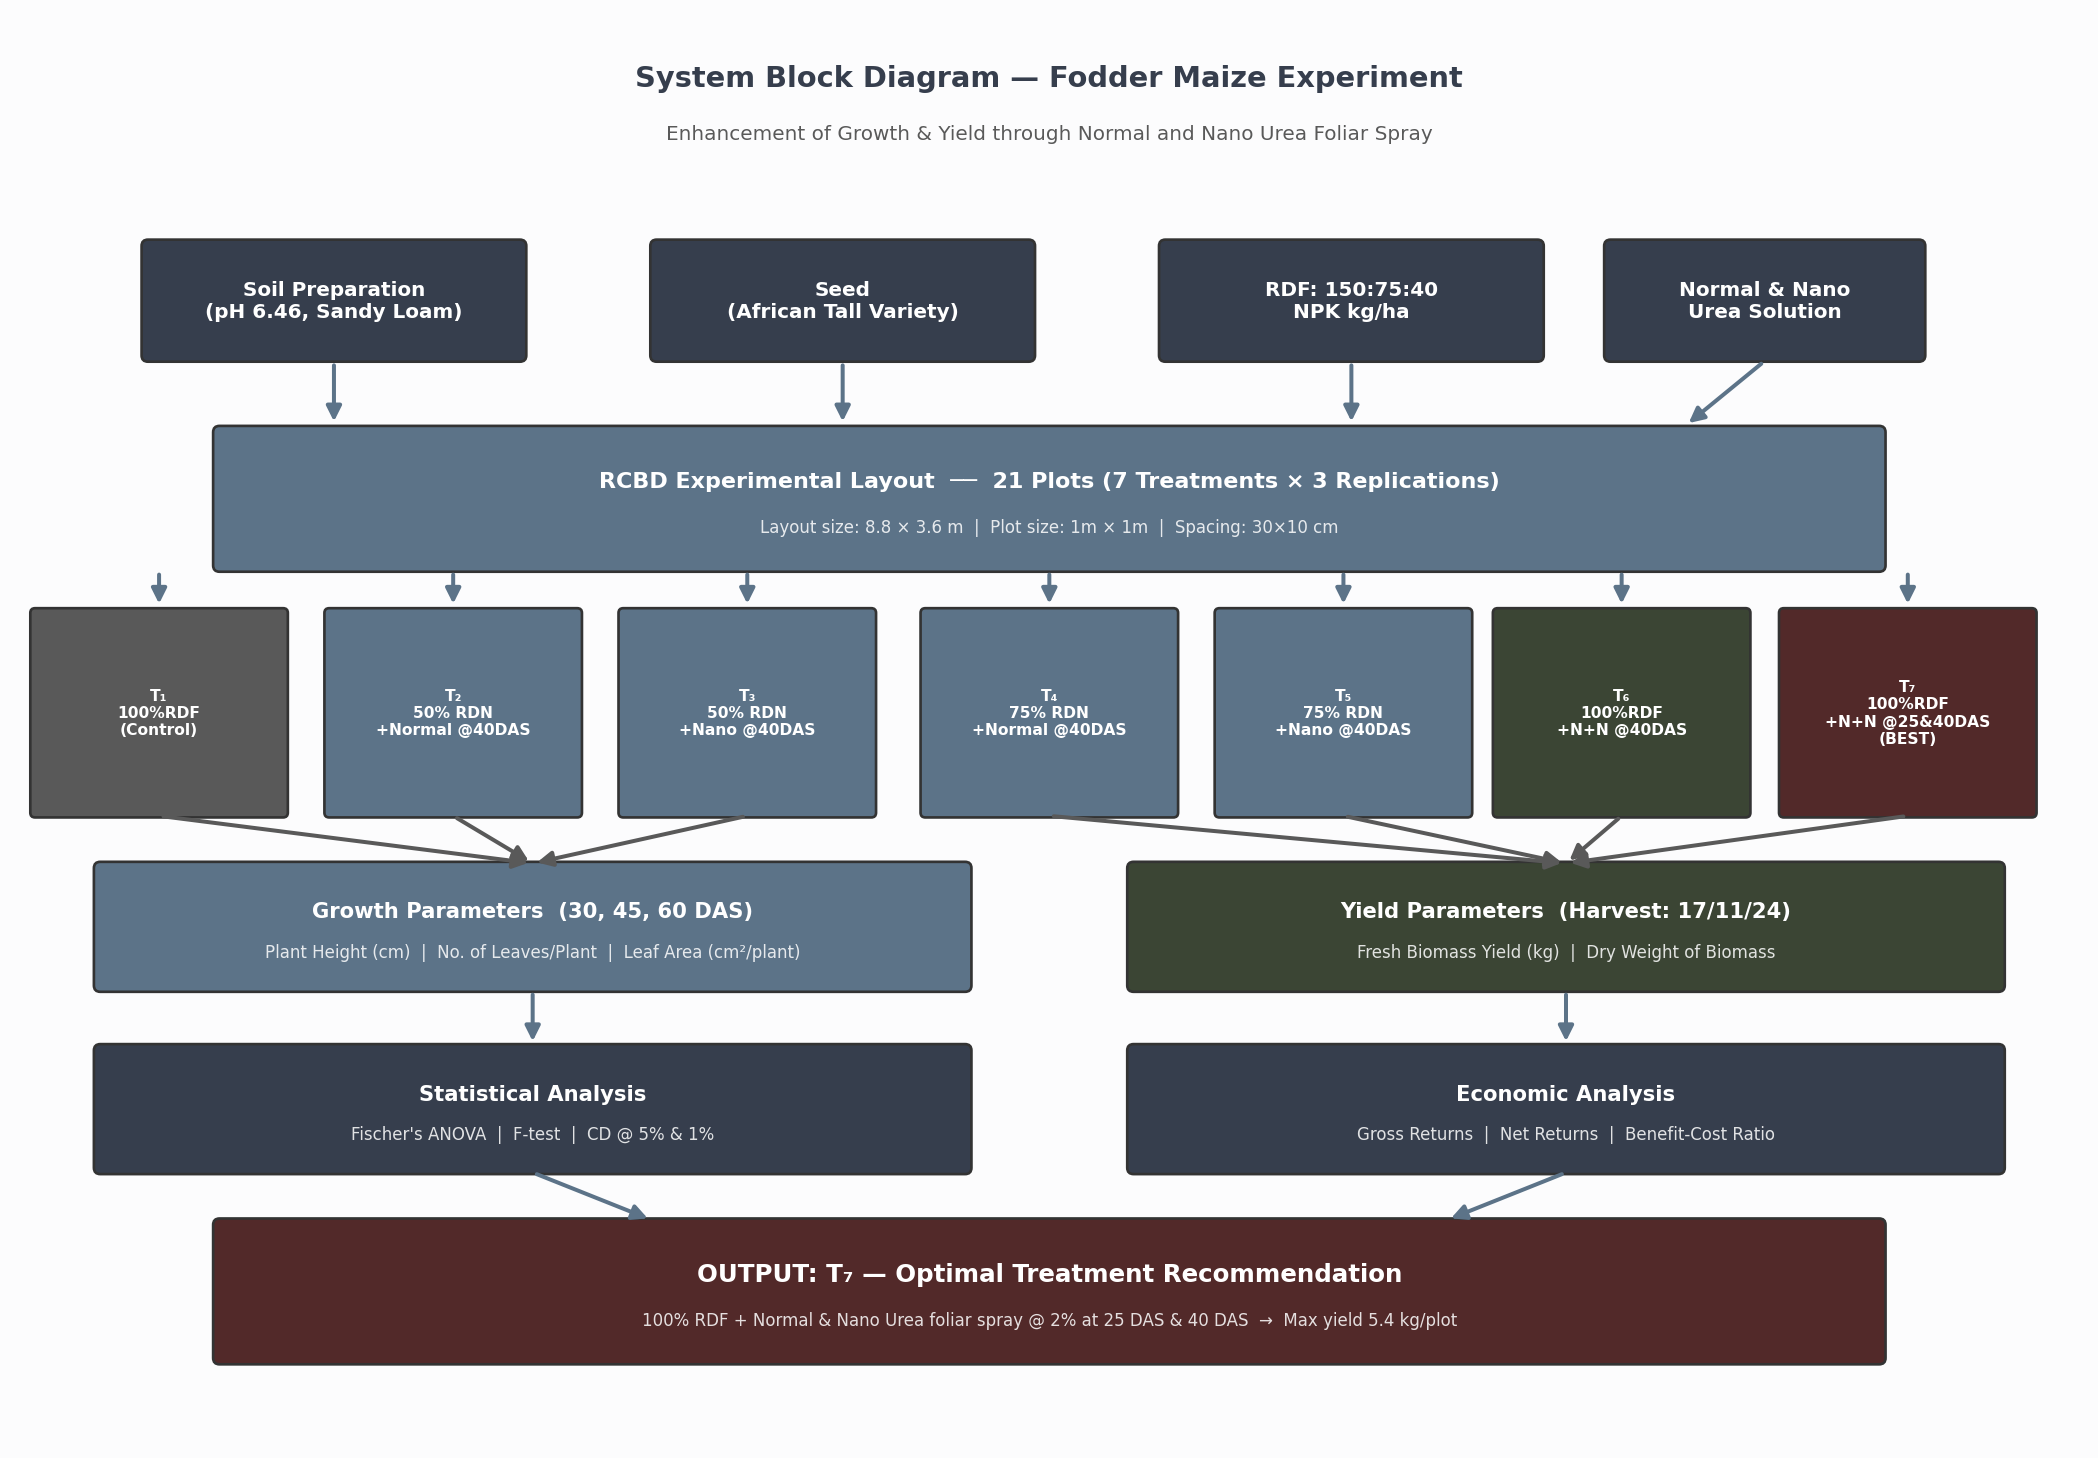 System Block Diagram — Fodder Maize Experiment
Enhancement of Growth & Yield through Normal and Nano Urea Foliar Spray
Soil Preparation
(pH 6.46, Sandy Loam)
Seed
(African Tall Variety)
RDF: 150:75:40
NPK kg/ha
Normal & Nano
Urea Solution
RCBD Experimental Layout — 21 Plots (7 Treatments × 3 Replications)
Layout size: 8.8 × 3.6 m | Plot size: 1m × 1m | Spacing: 30×10 cm
T₁
100%RDF
(Control)
T₂
50% RDN
+Normal @40DAS
T₃
50% RDN
+Nano @40DAS
T₄
75% RDN
+Normal @40DAS
T₅
75% RDN
+Nano @40DAS
T₆
100%RDF
+N+N @40DAS
T₇
100%RDF
+N+N @25&40DAS
(BEST)
Growth Parameters (30, 45, 60 DAS)
Plant Height (cm) | No. of Leaves/Plant | Leaf Area (cm²/plant)
Yield Parameters (Harvest: 17/11/24)
Fresh Biomass Yield (kg) | Dry Weight of Biomass
Statistical Analysis
Fischer's ANOVA | F-test | CD @ 5% & 1%
Economic Analysis
Gross Returns | Net Returns | Benefit-Cost Ratio
OUTPUT: T₇ — Optimal Treatment Recommendation
100% RDF + Normal & Nano Urea foliar spray @ 2% at 25 DAS & 40 DAS → Max yield 5.4 kg/plot